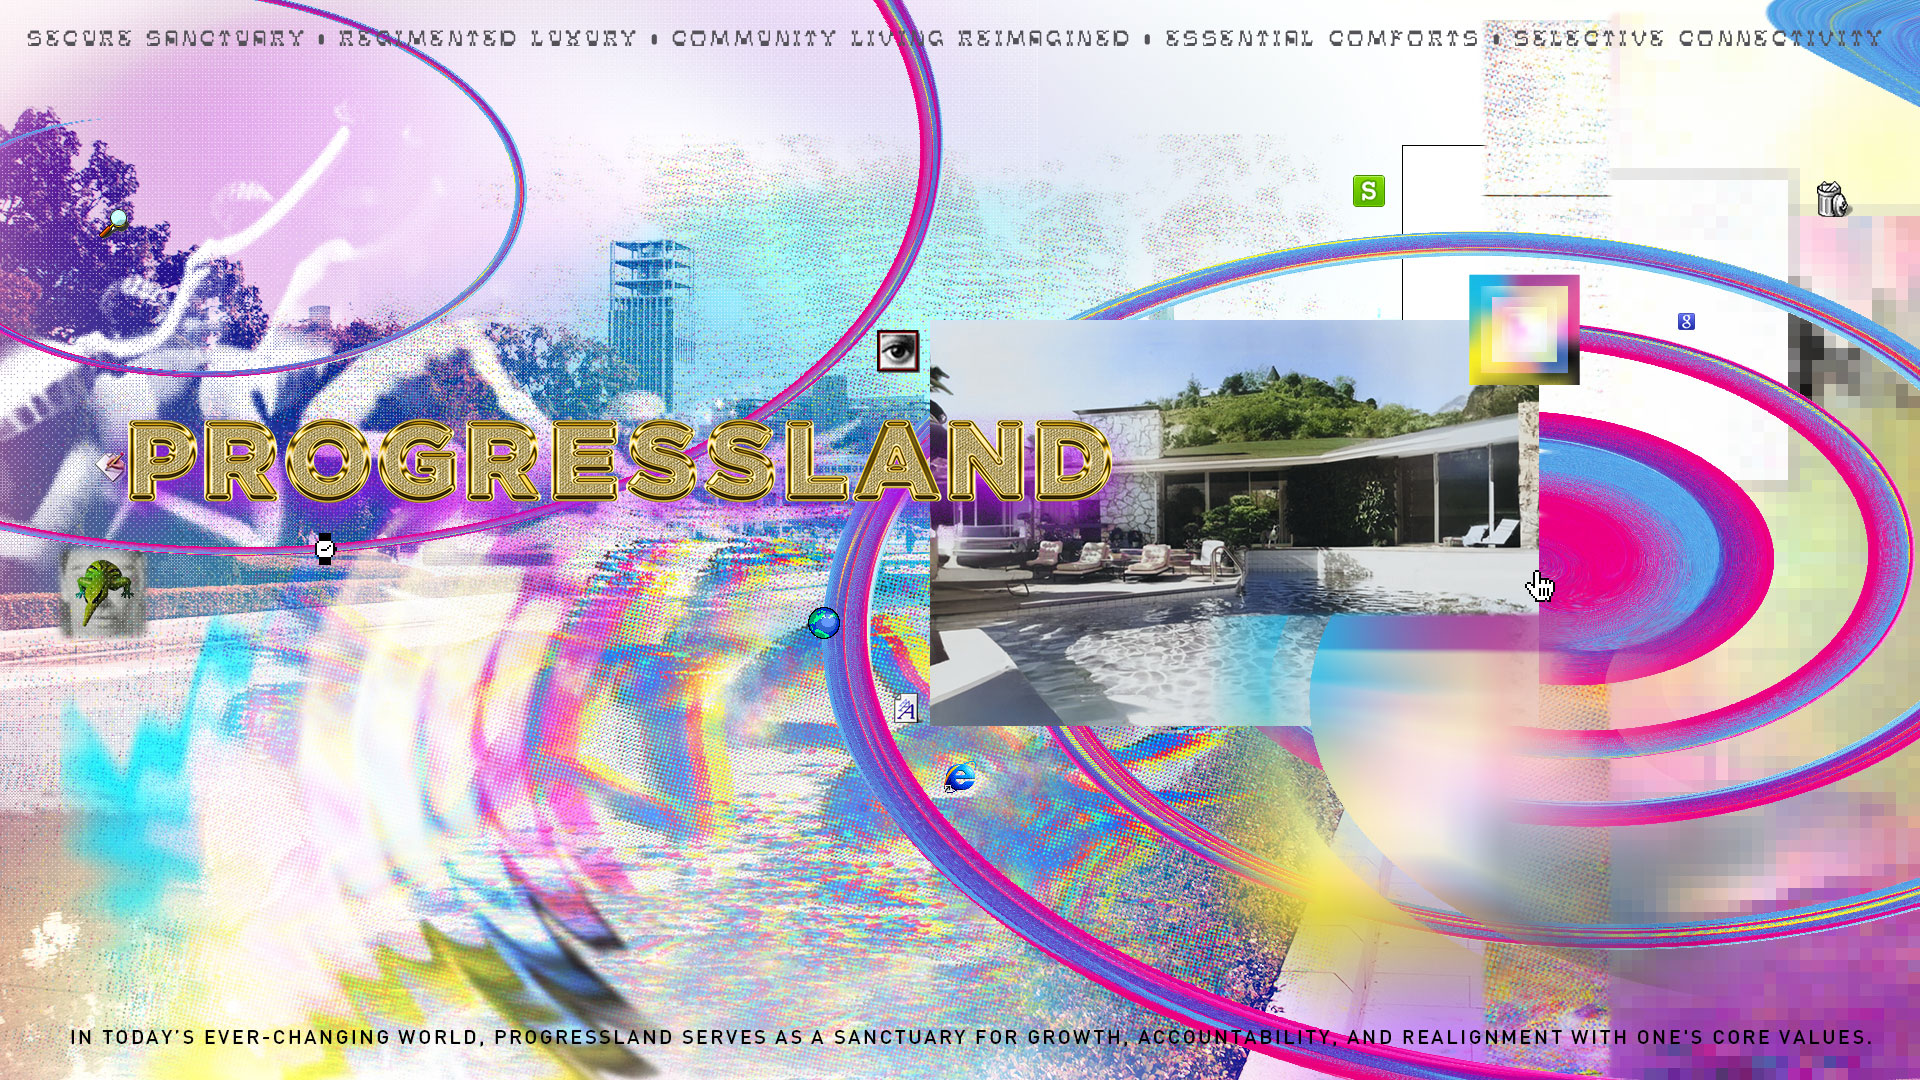 SECURE SANCTUARY • REGIMENTED LUXURY • COMMUNITY LIVING REIMAGINED • ESSENTIAL COMFORTS • SELECTIVE CONNECTIVITY
S
8
PROGRESSLAND
A
e
IN TODAY’S EVER-CHANGING WORLD, PROGRESSLAND SERVES AS A SANCTUARY FOR GROWTH, ACCOUNTABILITY, AND REALIGNMENT WITH ONE'S CORE VALUES.